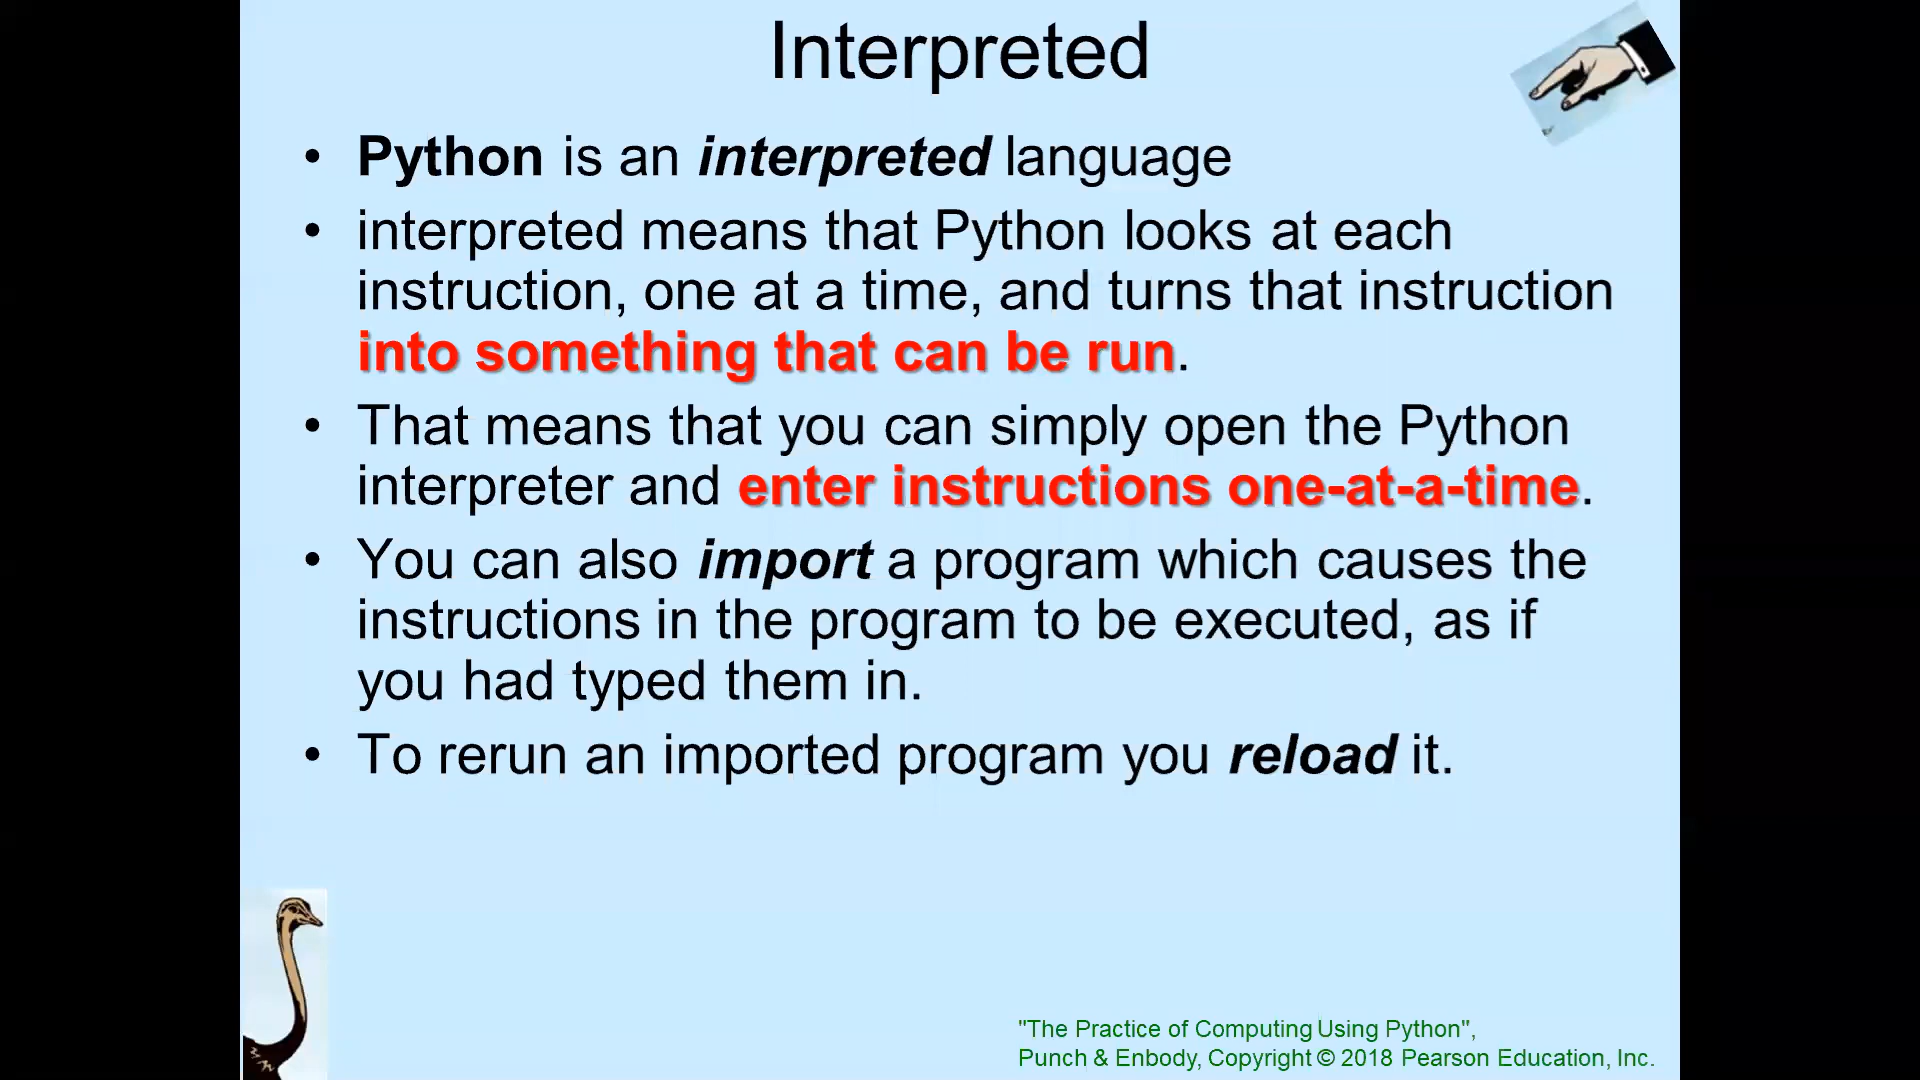 Interpreted
• Python is an interpreted language
• interpreted means that Python looks at each
instruction, one at a time, and turns that instruction
into something that can be run.
• That means that you can simply open the Python
interpreter and enter instructions one-at-a-time.
• You can also import a program which causes the
instructions in the program to be executed, as if
you had typed them in.
• To rerun an imported program you reload it.
"The Practice of Computing Using Python",
Punch & Enbody, Copyright © 2018 Pearson Education, Inc.